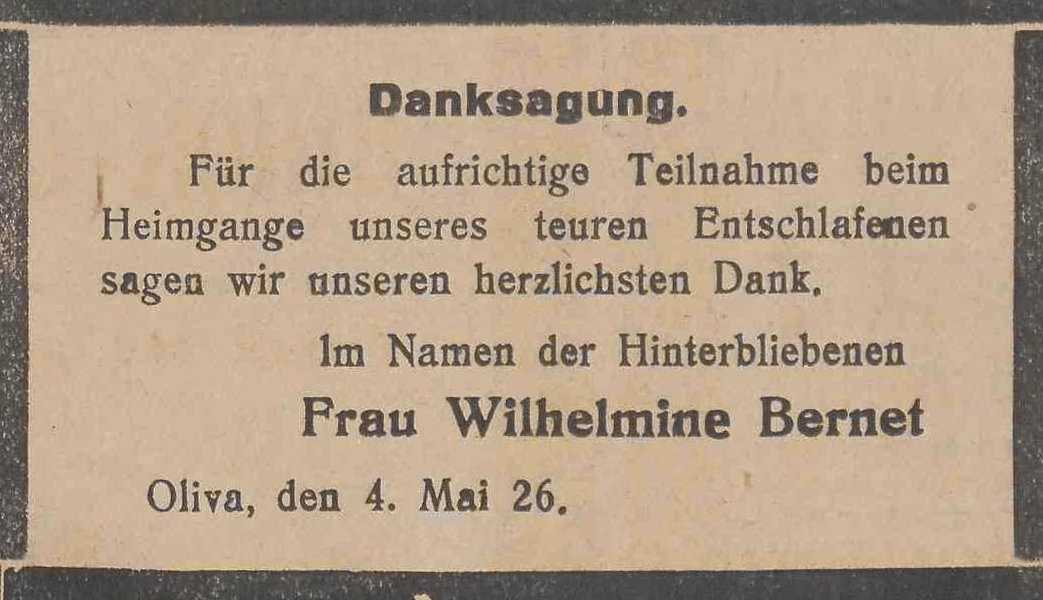 Danksagung.
Für die aufrichtige Teilnahme beim
Heimgange unseres teuren Entschlafenen
sagen wir unseren herzlichsten Dank.
Im Namen der Hinterbliebenen
Frau Wilhelmine Bernet
Oliva, den 4. Mai 26.